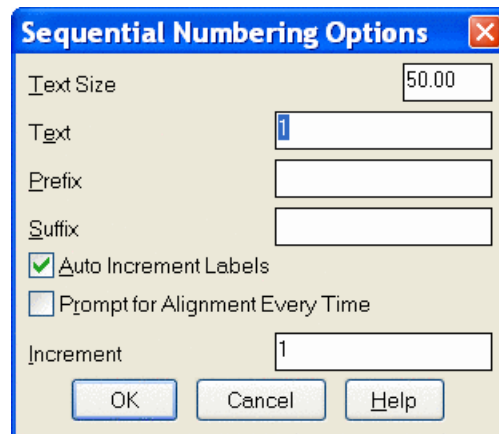 Sequential Numbering Options
Text Size 50.00
Text 1
Prefix
Suffix
Auto Increment Labels
Prompt for Alignment Every Time
Increment 1
OK Cancel Help